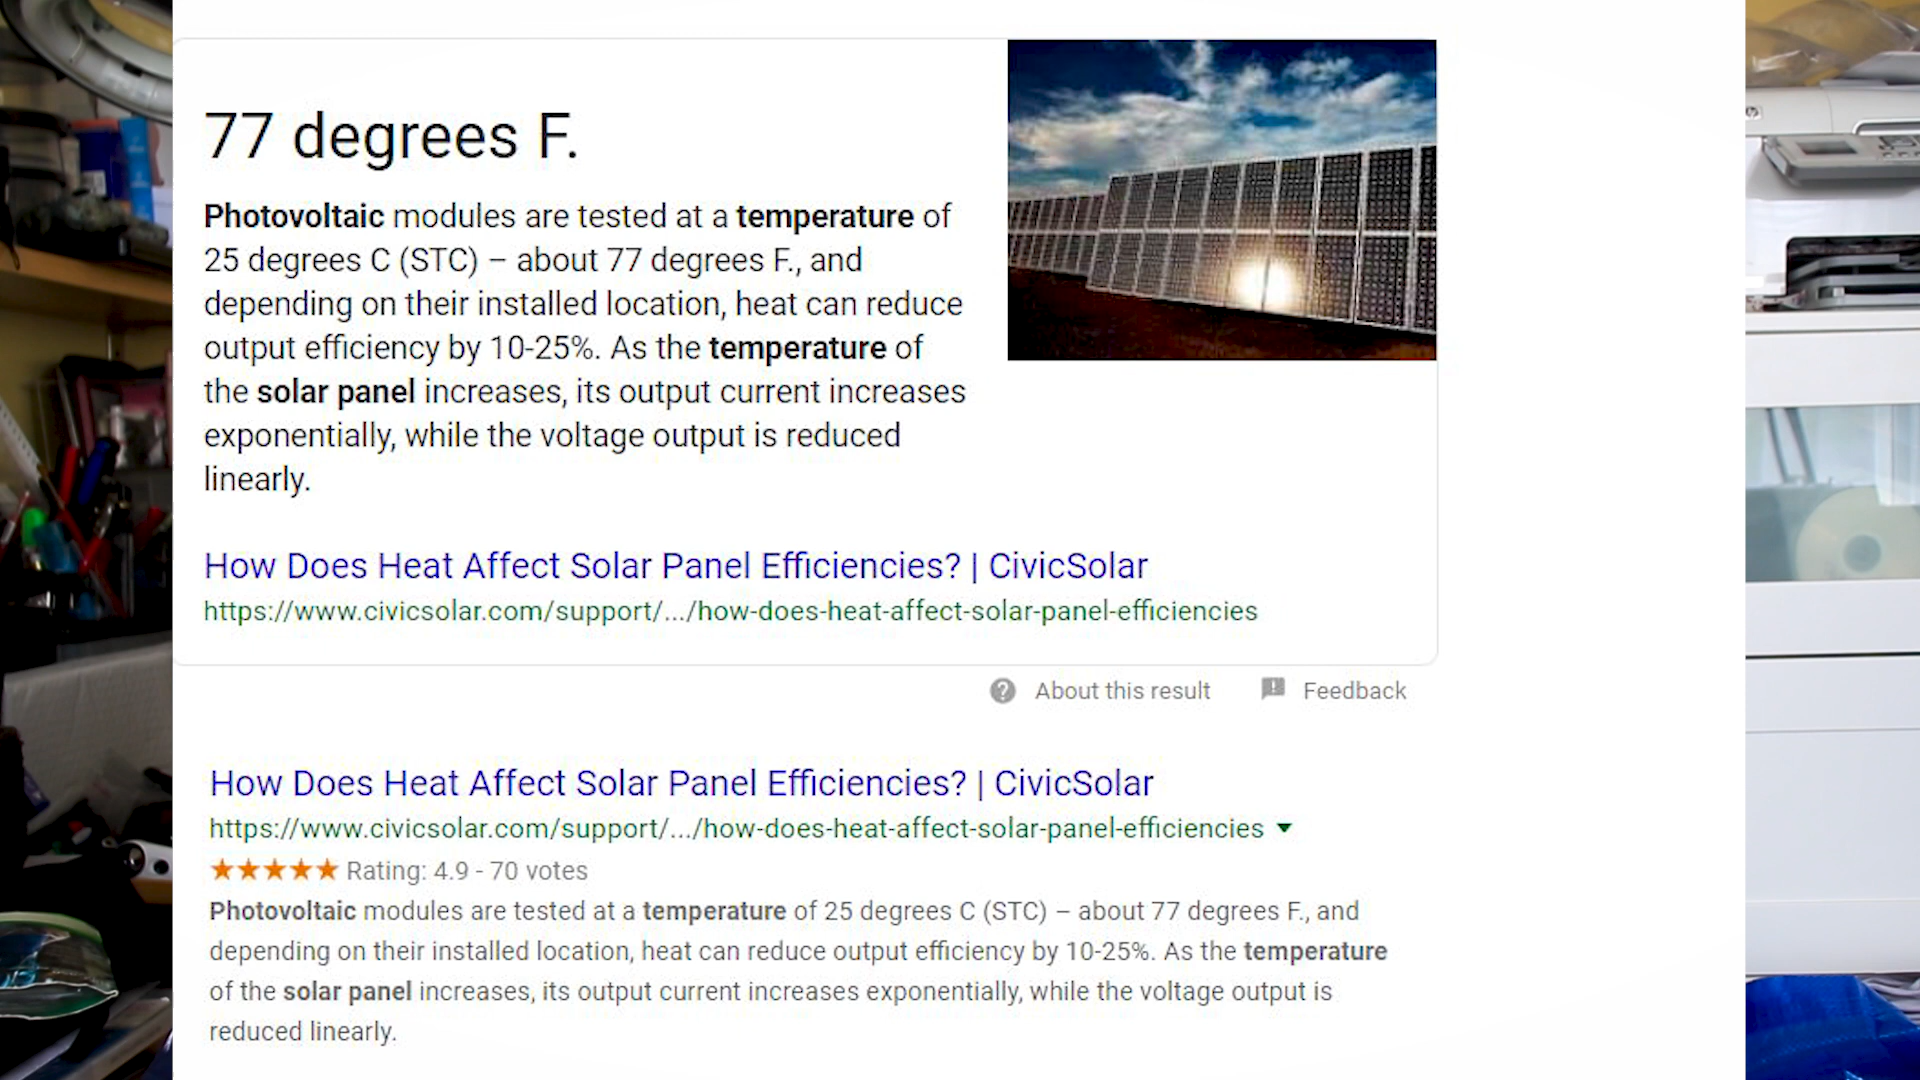 77 degrees F.
Photovoltaic modules are tested at a temperature of
25 degrees C (STC) – about 77 degrees F., and
depending on their installed location, heat can reduce
output efficiency by 10-25%. As the temperature of
the solar panel increases, its output current increases
exponentially, while the voltage output is reduced
linearly.
How Does Heat Affect Solar Panel Efficiencies? | CivicSolar
https://www.civicsolar.com/support/.../how-does-heat-affect-solar-panel-efficiencies
About this result Feedback
How Does Heat Affect Solar Panel Efficiencies? | CivicSolar
https://www.civicsolar.com/support/.../how-does-heat-affect-solar-panel-efficiencies
Rating: 4.9 - 70 votes
Photovoltaic modules are tested at a temperature of 25 degrees C (STC) – about 77 degrees F., and
depending on their installed location, heat can reduce output efficiency by 10-25%. As the temperature
of the solar panel increases, its output current increases exponentially, while the voltage output is
reduced linearly.
hp